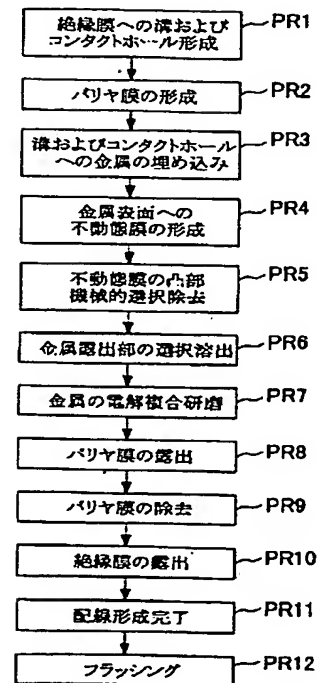 絶縁膜への溝および
コンタクトホール形成
PR1
バリヤ膜の形成
PR2
溝およびコンタクトホール
への金属の埋め込み
PR3
金属表面への
不動態膜の形成
PR4
不動態膜の凸部
機械的選択除去
PR5
金属露出部の選択溶出
PR6
金属の電解複合研磨
PR7
バリヤ膜の露出
PR8
バリヤ膜の除去
PR9
絶縁膜の露出
PR10
配線形成完了
PR11
フラッシング
PR12